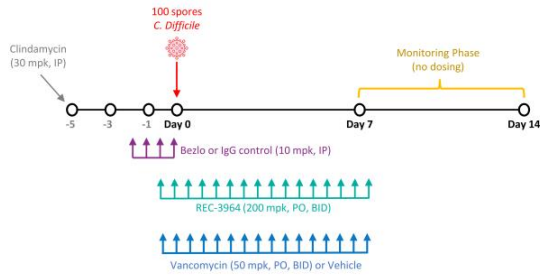 100 spores
C. Difficile
Clindamycin
(30 mpk, IP)
Monitoring Phase
(no dosing)
-5 -3 -1 Day 0 Day 7 Day 14
Bezlo or IgG control (10 mpk, IP)
REC-3964 (200 mpk, PO, BID)
Vancomycin (50 mpk, PO, BID) or Vehicle